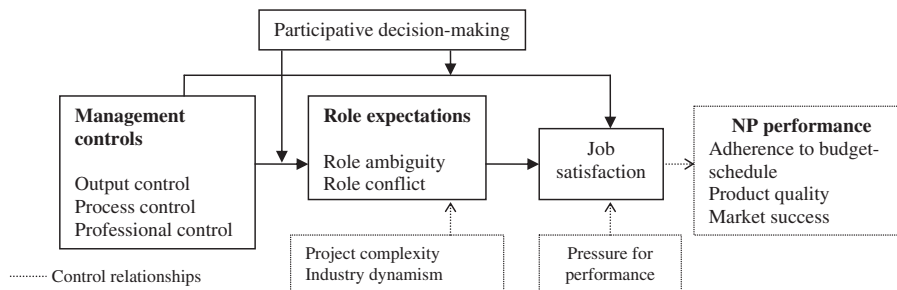 Participative decision-making
Management
controls
Output control
Process control
Professional control
Role expectations
Role ambiguity
Role conflict
Job
satisfaction
NP performance
Adherence to budget-
schedule
Product quality
Market success
Project complexity
Industry dynamism
Pressure for
performance
Control relationships